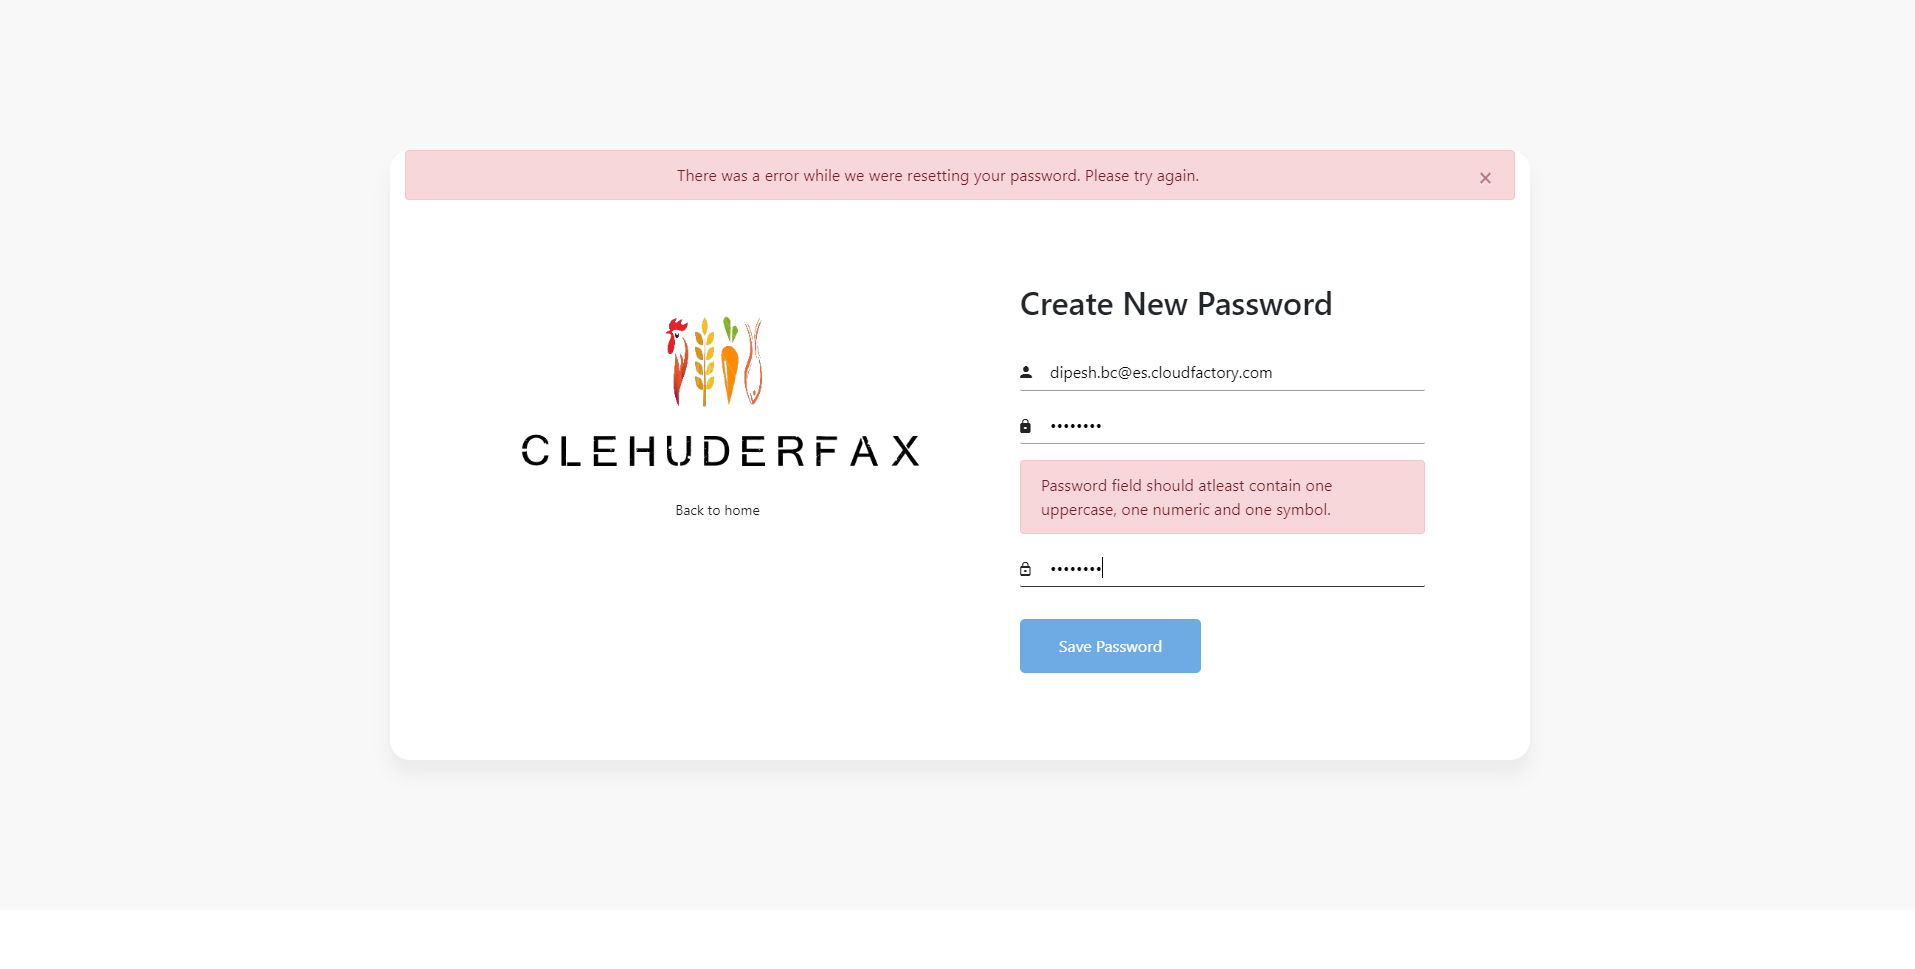 There was a error while we were resetting your password. Please try again. ×
Create New Password
dipesh.bc@es.cloudfactory.com
••••••••
Password field should atleast contain one
uppercase, one numeric and one symbol.
••••••••
Save Password
CLEHUDERFAX
Back to home